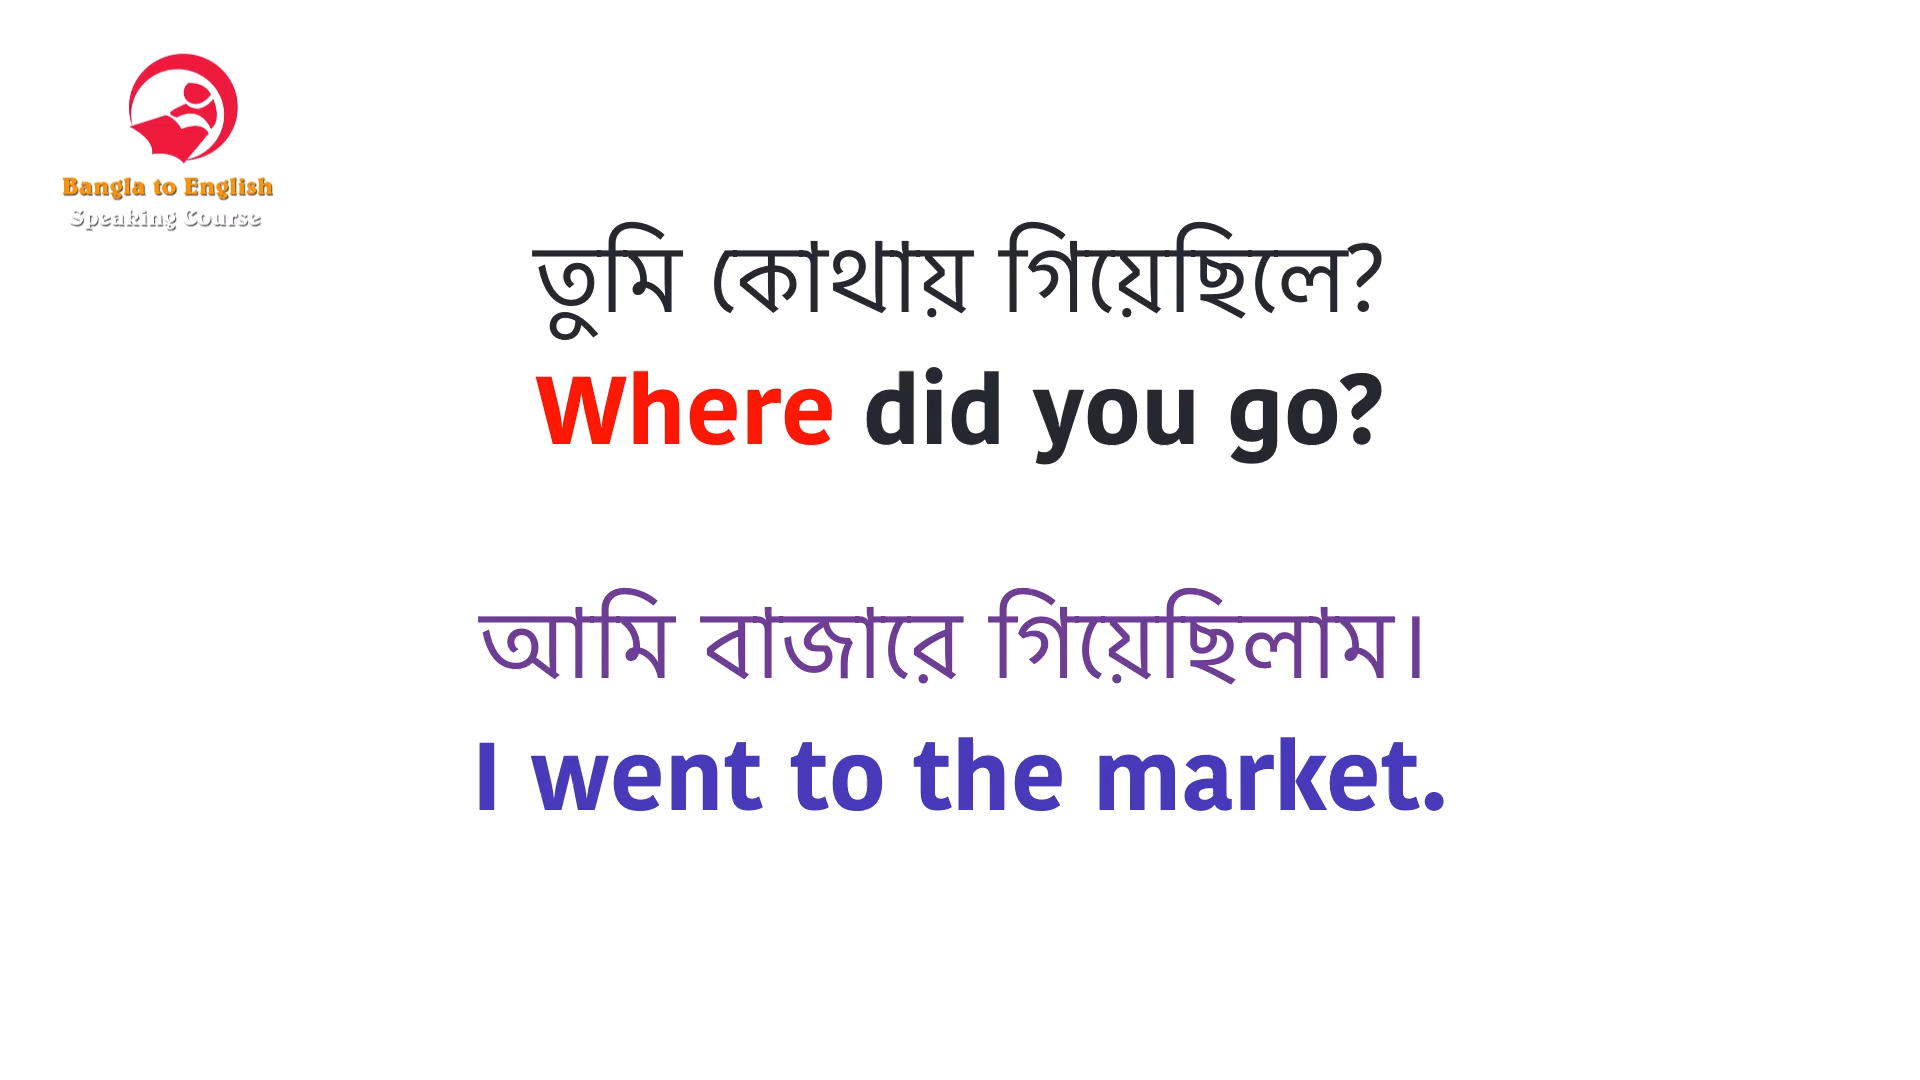 Bangla to English
Speaking Course
তুমি কোথায় গিয়েছিলে?
Where did you go?
আমি বাজারে গিয়েছিলাম।
I went to the market.